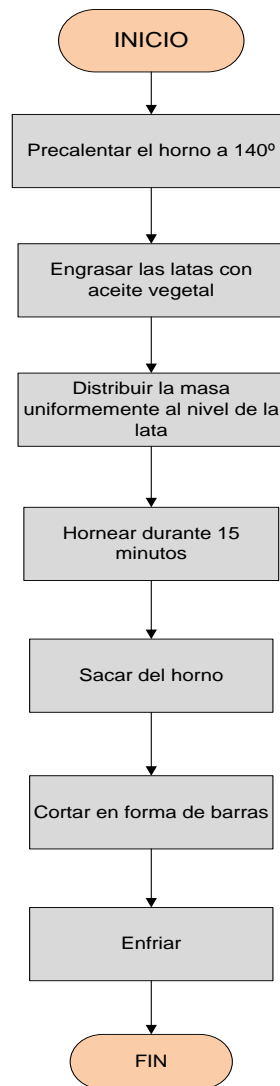 INICIO
Precalentar el horno a 140º
Engrasar las latas con
aceite vegetal
Distribuir la masa
uniformemente al nivel de la
lata
Hornear durante 15
minutos
Sacar del horno
Cortar en forma de barras
Enfriar
FIN